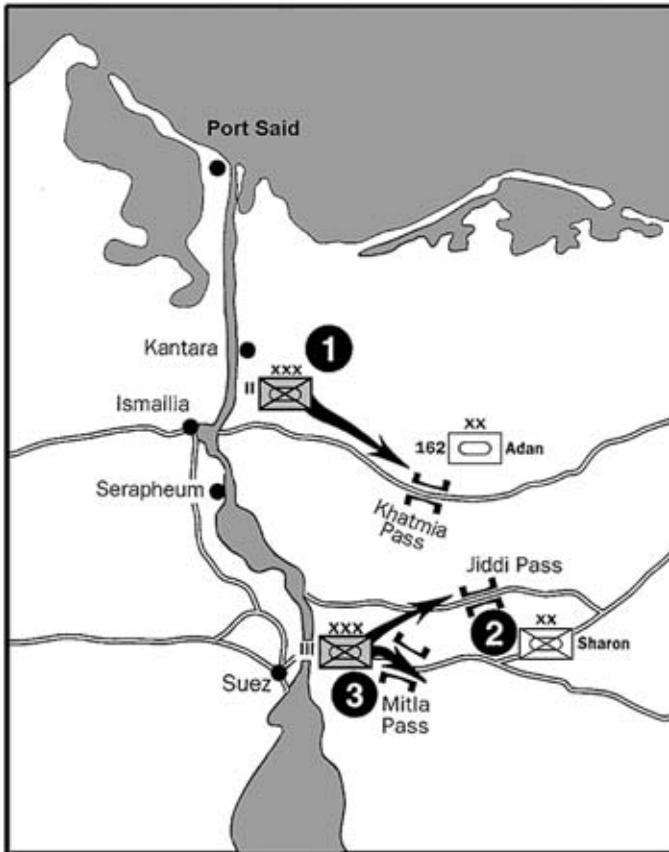 Port Said
Kantara
1
XXX
II
Ismailia
XX
162 Adan
Serapheum
Khatmia
Pass
Jiddi Pass
XXX
III
2
XX
Sharon
Suez
3
Mitla
Pass